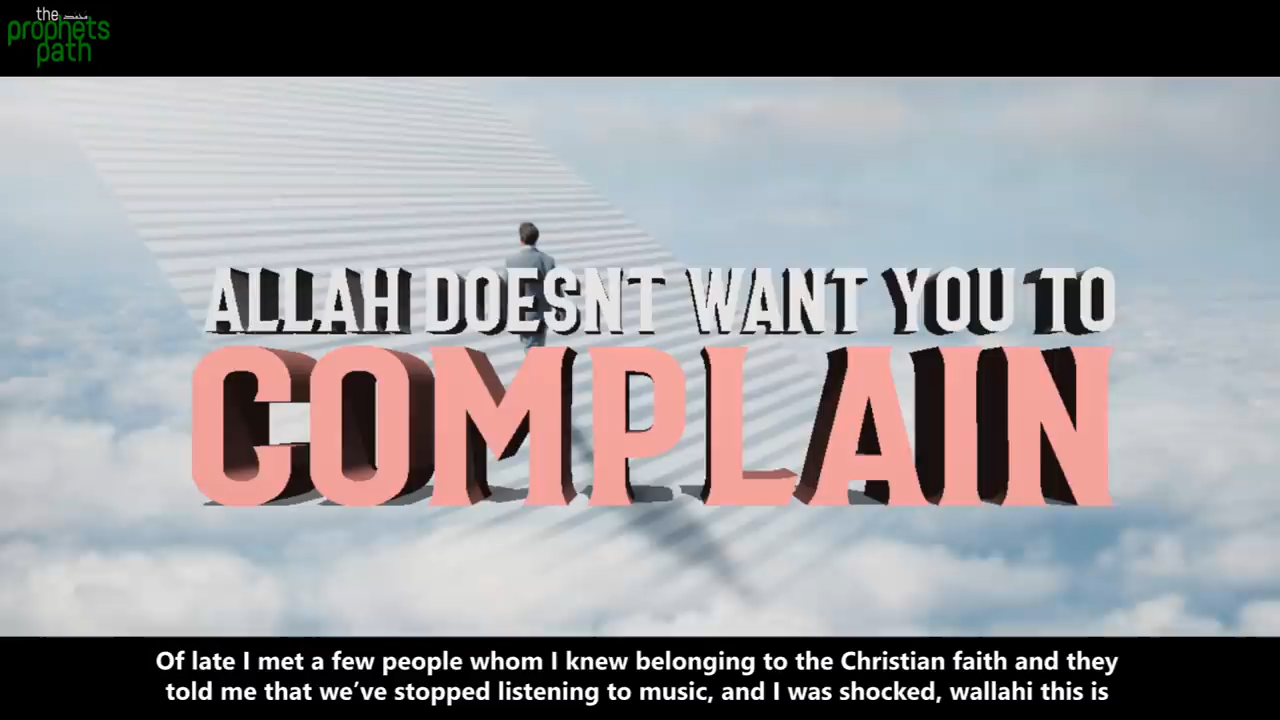 the
prophets
path
ALLAH DOESNT WANT YOU TO
COMPLAIN
Of late I met a few people whom I knew belonging to the Christian faith and they
told me that we’ve stopped listening to music, and I was shocked, wallahi this is